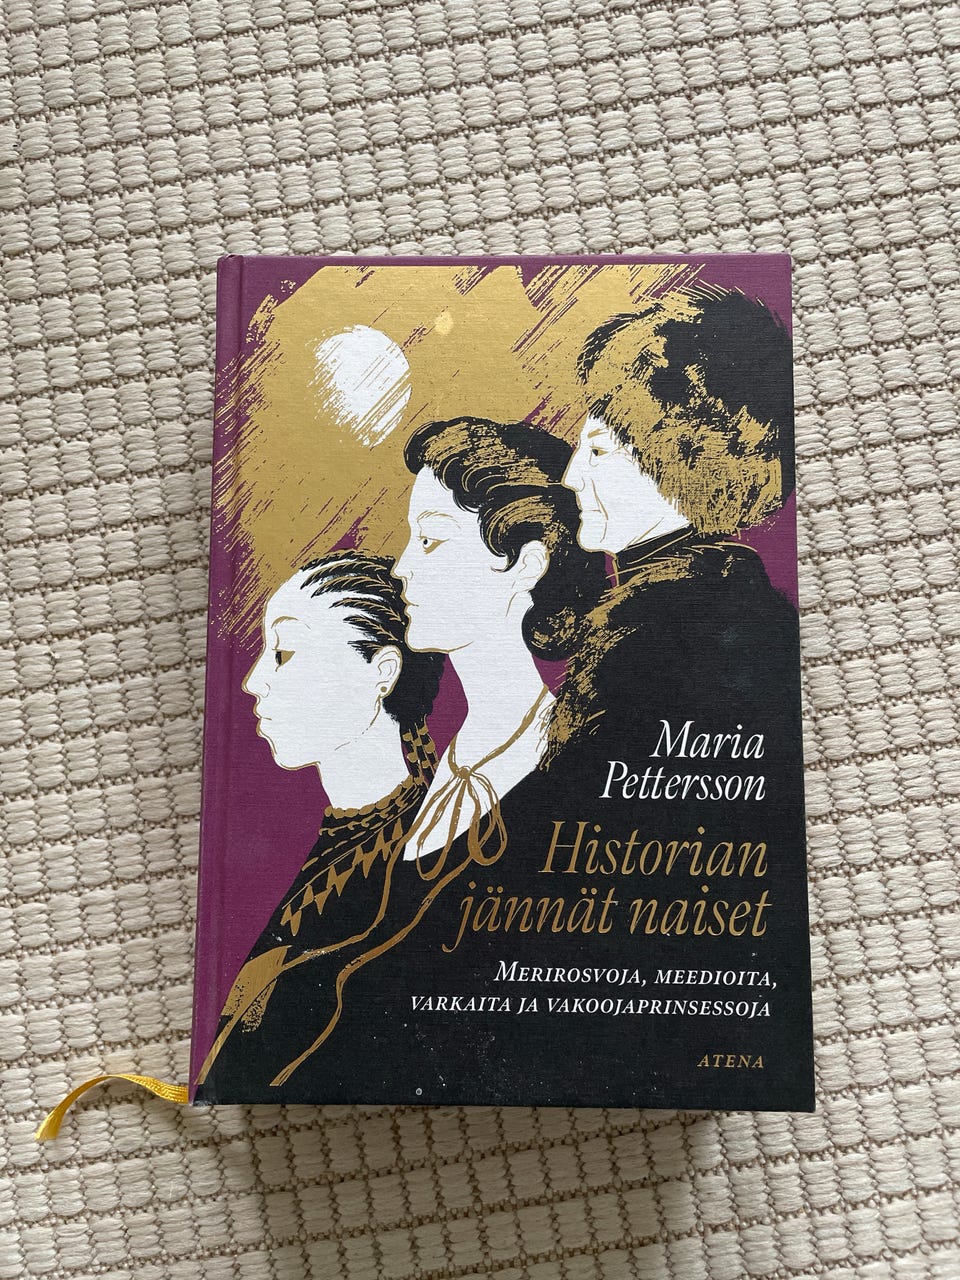 Maria
Pettersson
Historian
jännät naiset
MERIROSVOJA, MEEDIOITA,
VARKAITA JA VAKOOJAPRINSESSOJA
ATENA